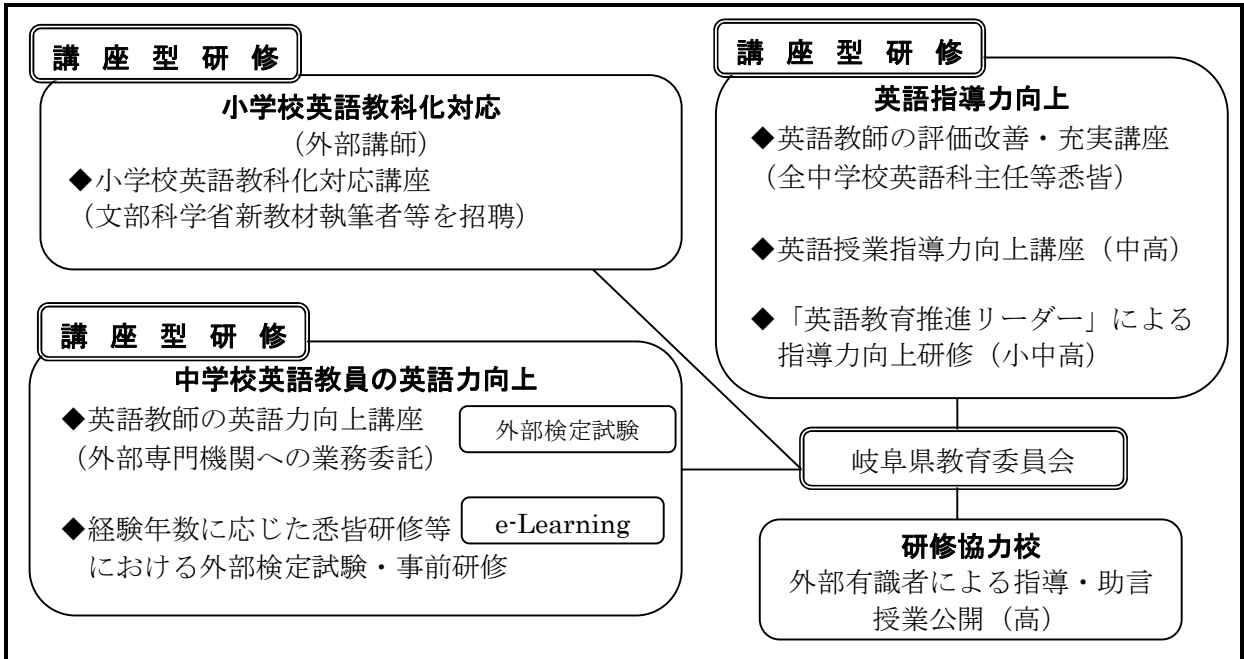 講座型研修
小学校英語教科化対応
(外部講師)
◆小学校英語教科化対応講座
(文部科学省新教材執筆者等を招聘)
講座型研修
中学校英語教員の英語力向上
◆英語教師の英語力向上講座
(外部専門機関への業務委託)
外部検定試験
◆経験年数に応じた悉皆研修等
における外部検定試験・事前研修
e-Learning
講座型研修
英語指導力向上
◆英語教師の評価改善・充実講座
(全中学校英語科主任等悉皆)
◆英語授業指導力向上講座(中高)
◆「英語教育推進リーダー」による
指導力向上研修(小中高)
岐阜県教育委員会
研修協力校
外部有識者による指導・助言
授業公開(高)